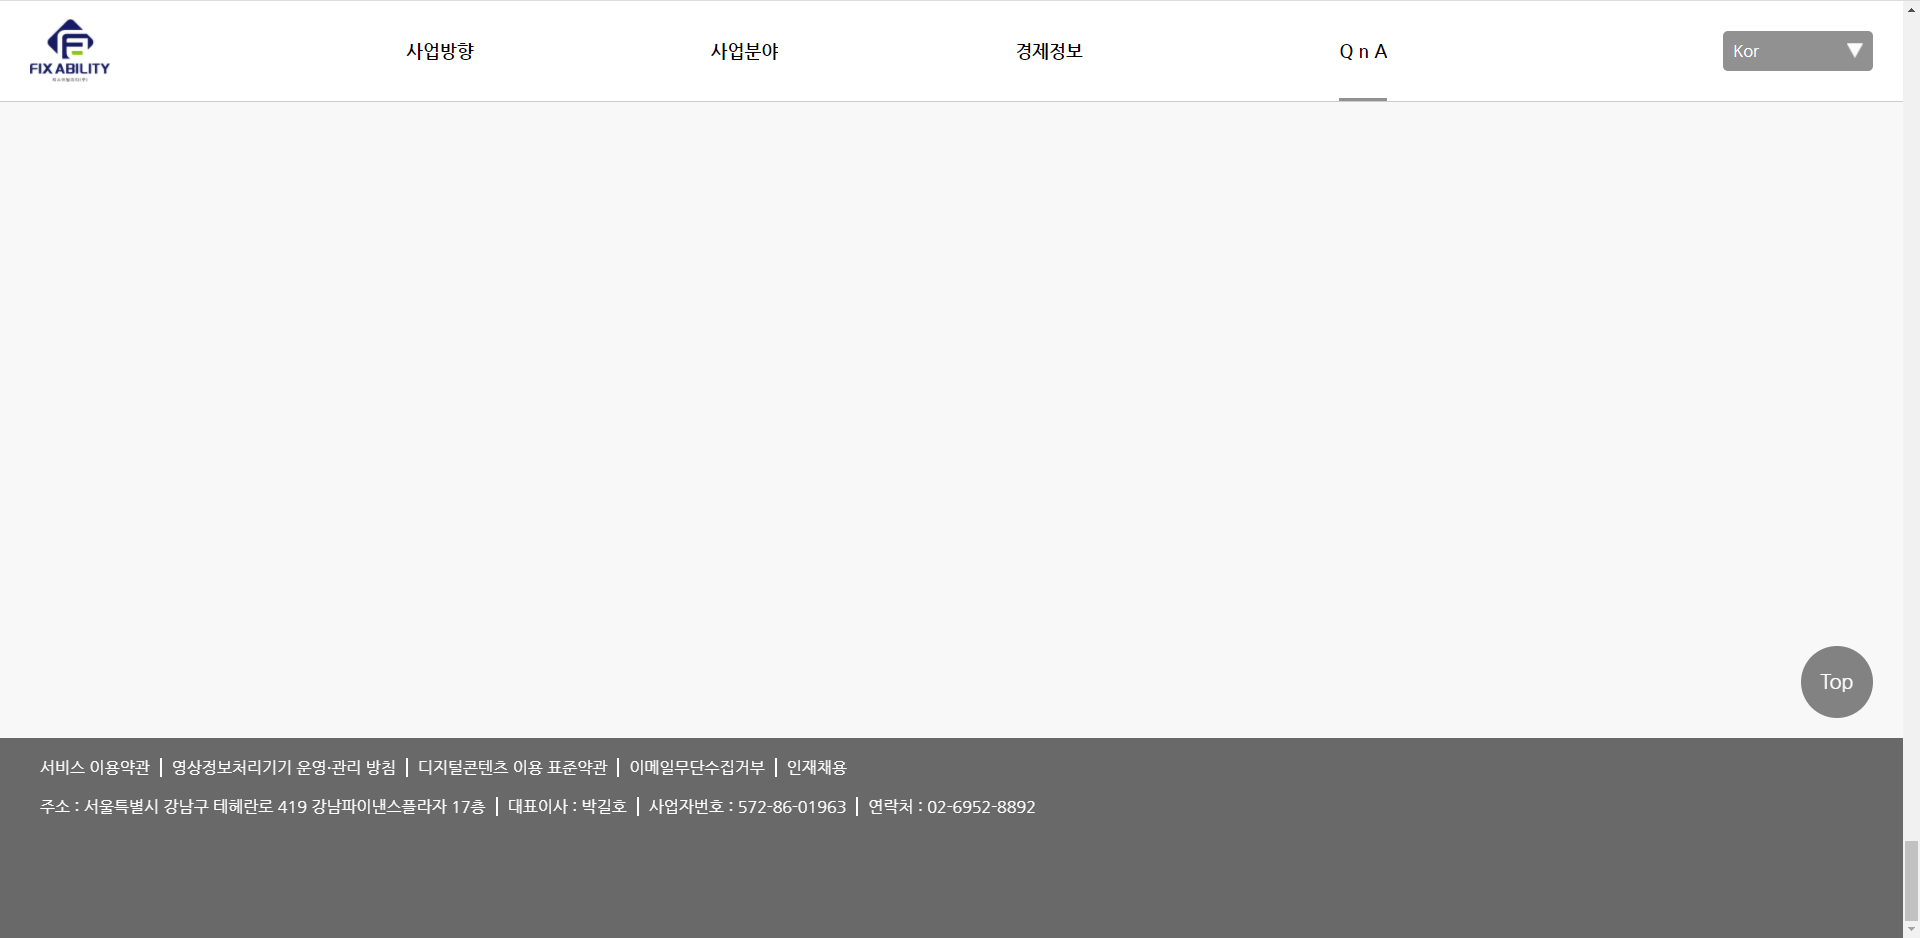 FIX ABILITY
사업방향 사업분야 경제정보 Q n A Kor
Top
서비스 이용약관 영상정보처리기기 운영·관리 방침 디지털콘텐츠 이용 표준약관 이메일무단수집거부 인재채용
주소 : 서울특별시 강남구 테헤란로 419 강남파이낸스플라자 17층 대표이사 : 박길호 사업자번호 : 572-86-01963 연락처 : 02-6952-8892